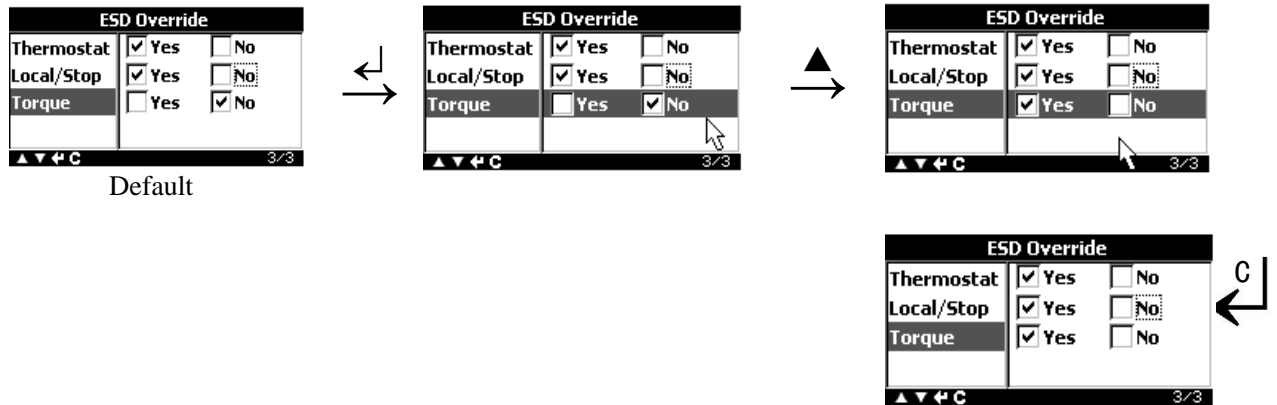 ESD Override
Thermostat Yes No
Local/Stop Yes No
Torque Yes No
▲ ▼ ↵ C 3/3
Default
↵
ESD Override
Thermostat Yes No
Local/Stop Yes No
Torque Yes No
▲ ▼ ↵ C 3/3
▲
ESD Override
Thermostat Yes No
Local/Stop Yes No
Torque Yes No
▲ ▼ ↵ C 3/3
C
ESD Override
Thermostat Yes No
Local/Stop Yes No
Torque Yes No
▲ ▼ ↵ C 3/3